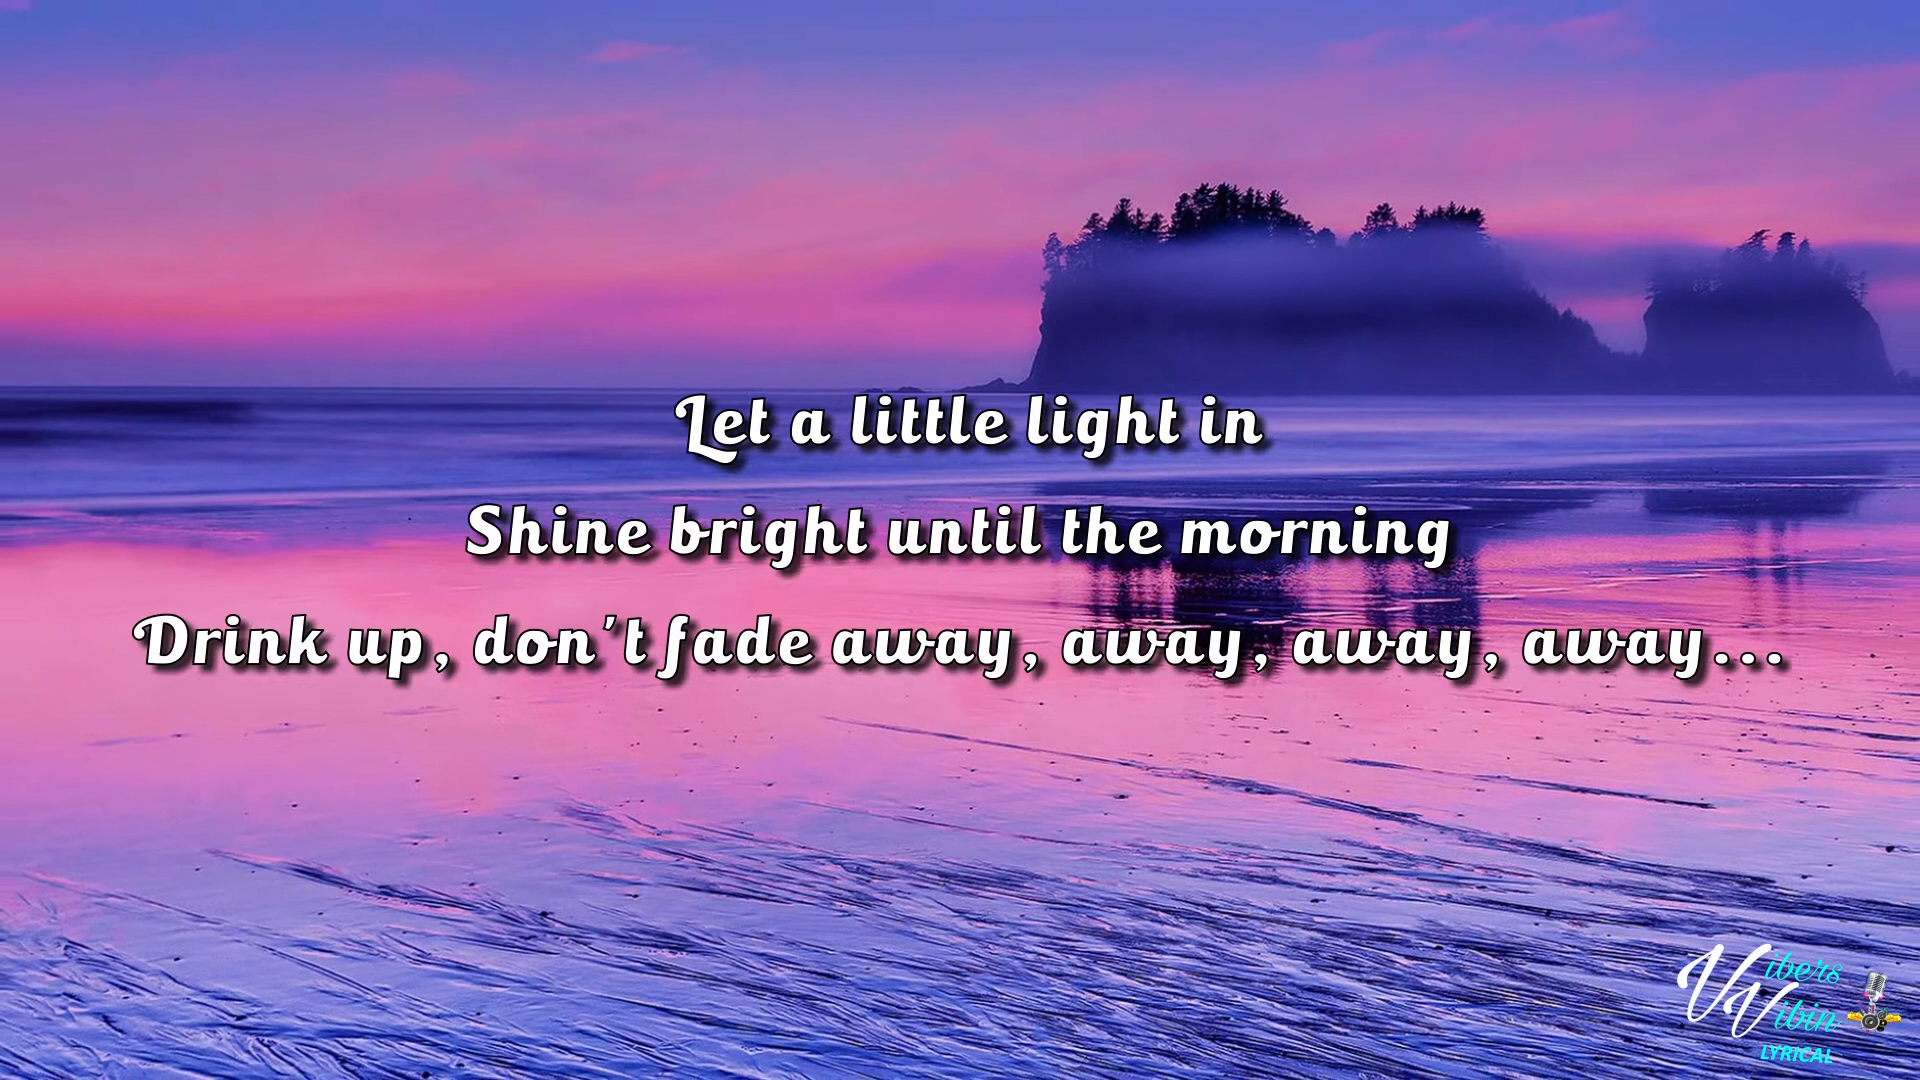 Let a little light in
Shine bright until the morning
Drink up, don't fade away, away, away, away...
Vibers
Vibin
LYRICAL